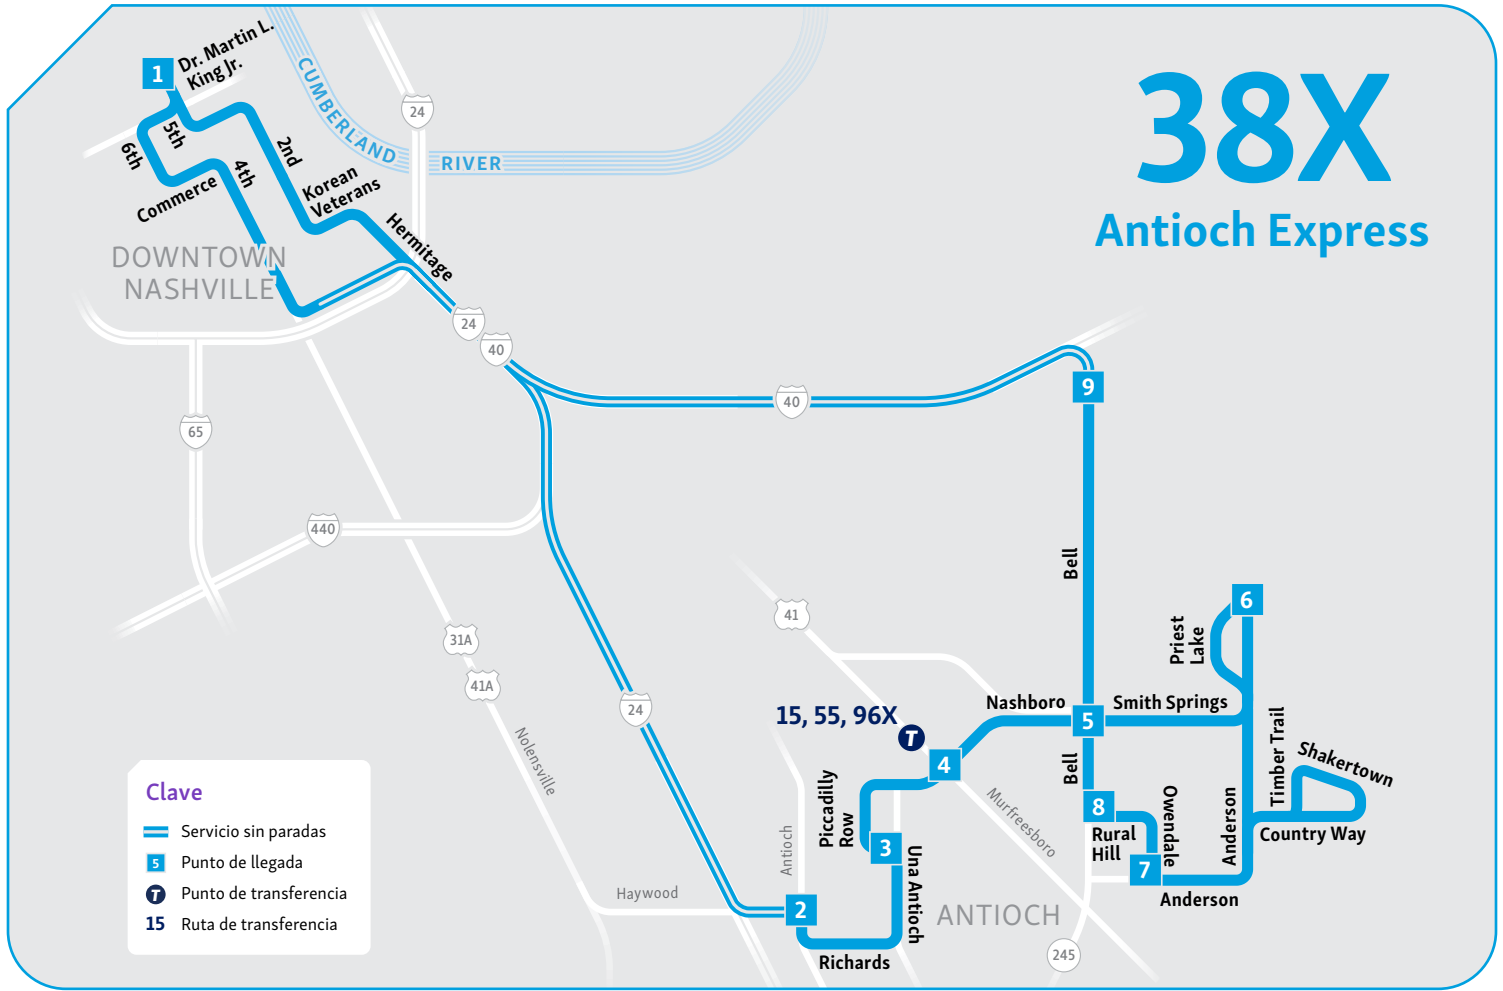 38X
Antioch Express
1
Dr. Martin L.
King Jr.
5th
6th
4th
2nd
Commerce
Korean
Veterans
Hermitage
DOWNTOWN
NASHVILLE
CUMBERLAND
RIVER
24
24
40
40
65
440
31A
41A
24
41
9
Bell
6
Priest
Lake
15, 55, 96X
T
Nashboro
5
Smith Springs
4
Bell
Timber Trail
Shakertown
Country Way
Anderson
8
Rural
Hill
Owendale
7
Anderson
Piccadilly
Row
3
Una Antioch
Murfreesboro
Nolensville
Antioch
Haywood
2
Richards
ANTIOCH
245
Clave
Servicio sin paradas
5 Punto de llegada
T Punto de transferencia
15 Ruta de transferencia